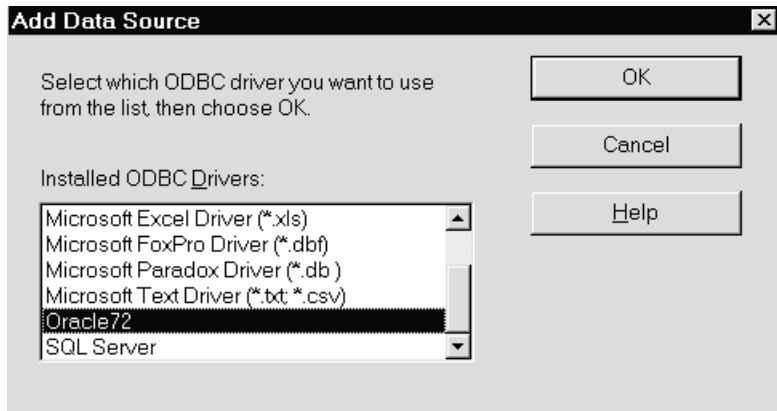 Add Data Source
Select which ODBC driver you want to use
from the list, then choose OK.
OK
Cancel
Help
Installed ODBC Drivers:
Microsoft Excel Driver (*.xls)
Microsoft FoxPro Driver (*.dbf)
Microsoft Paradox Driver (*.db )
Microsoft Text Driver (*.txt; *.csv)
Oracle72
SQL Server